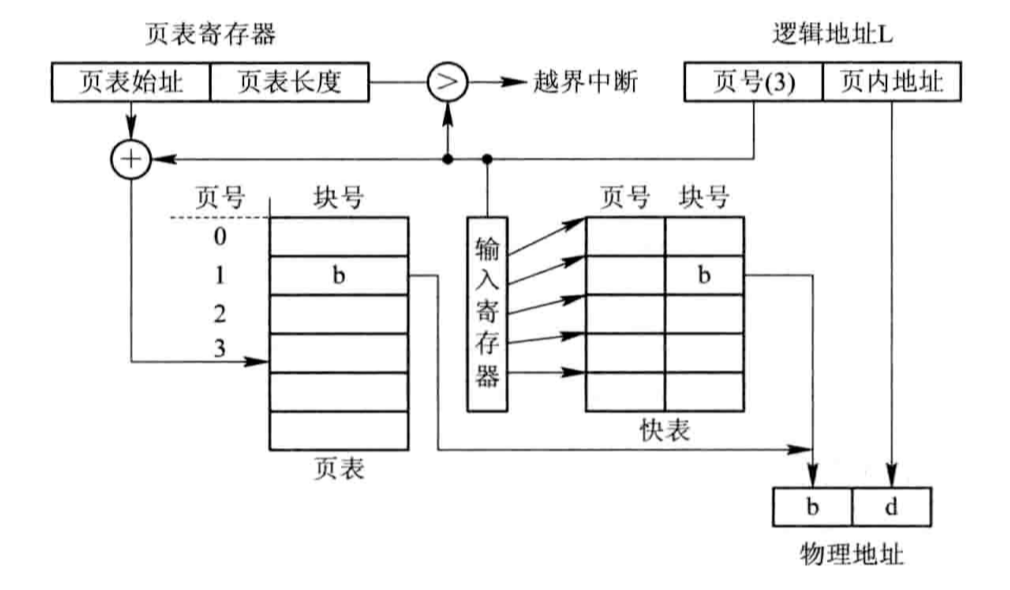 页表寄存器
逻辑地址L
页表始址 页表长度 > 越界中断 页号(3) 页内地址
+
页号 块号
页号 块号
0
1 b
2
3
输入寄存器
b
快表
页表
b d
物理地址